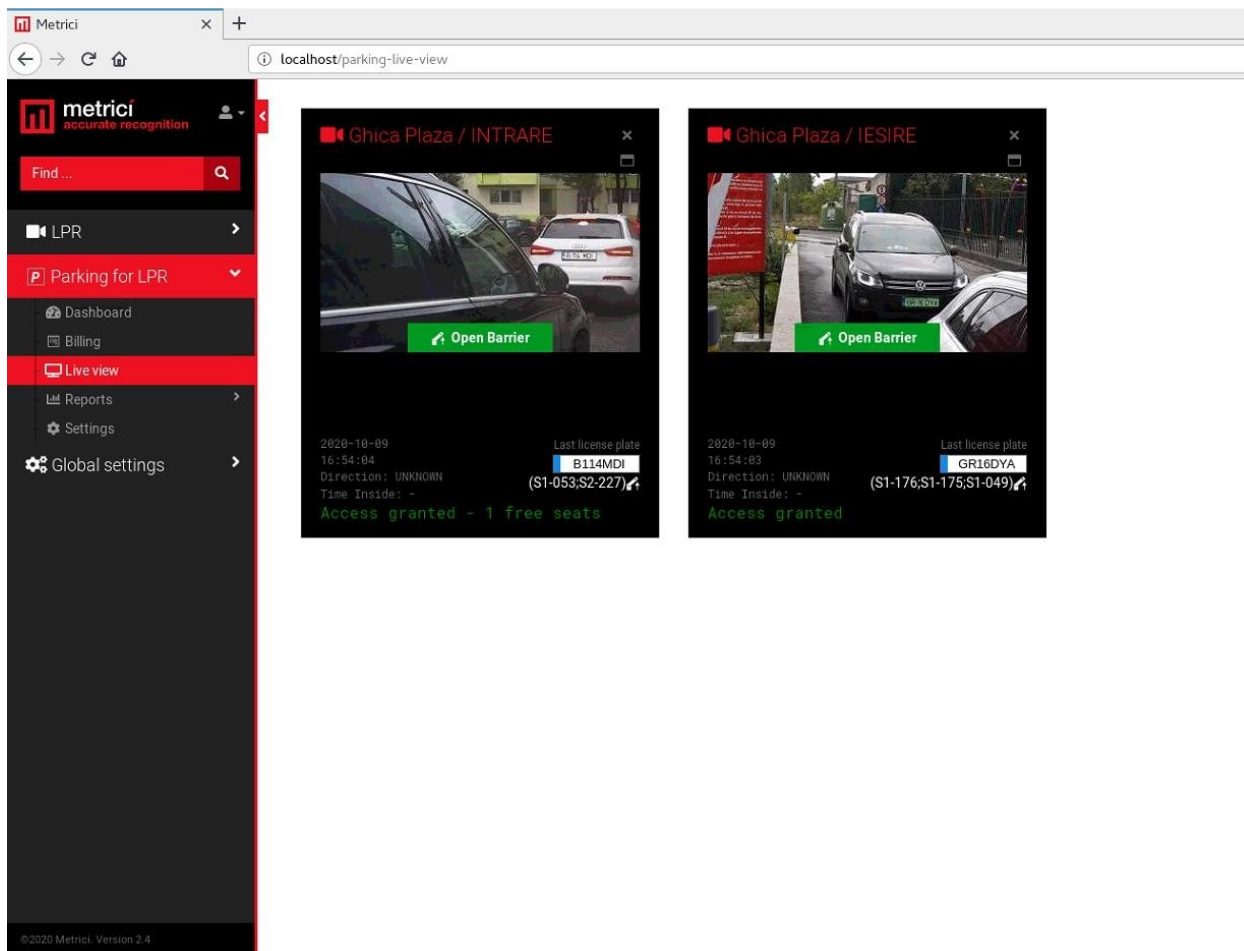 Metrici
localhost/parking-live-view
metrici
accurate recognition
Find ...
LPR
P Parking for LPR
Dashboard
Billing
Live view
Reports
Settings
Global settings
©2020 Metrici. Version 2.4
Ghica Plaza / INTRARE
Open Barrier
2020-10-09
16:54:04
Direction: UNKNOWN
Time Inside: -
Last license plate
B114MDI
(S1-053;S2-227)
Access granted - 1 free seats
Ghica Plaza / IESIRE
GR 16 DYA
Open Barrier
2020-10-09
16:54:03
Direction: UNKNOWN
Time Inside: -
Last license plate
GR16DYA
(S1-176;S1-175;S1-049)
Access granted